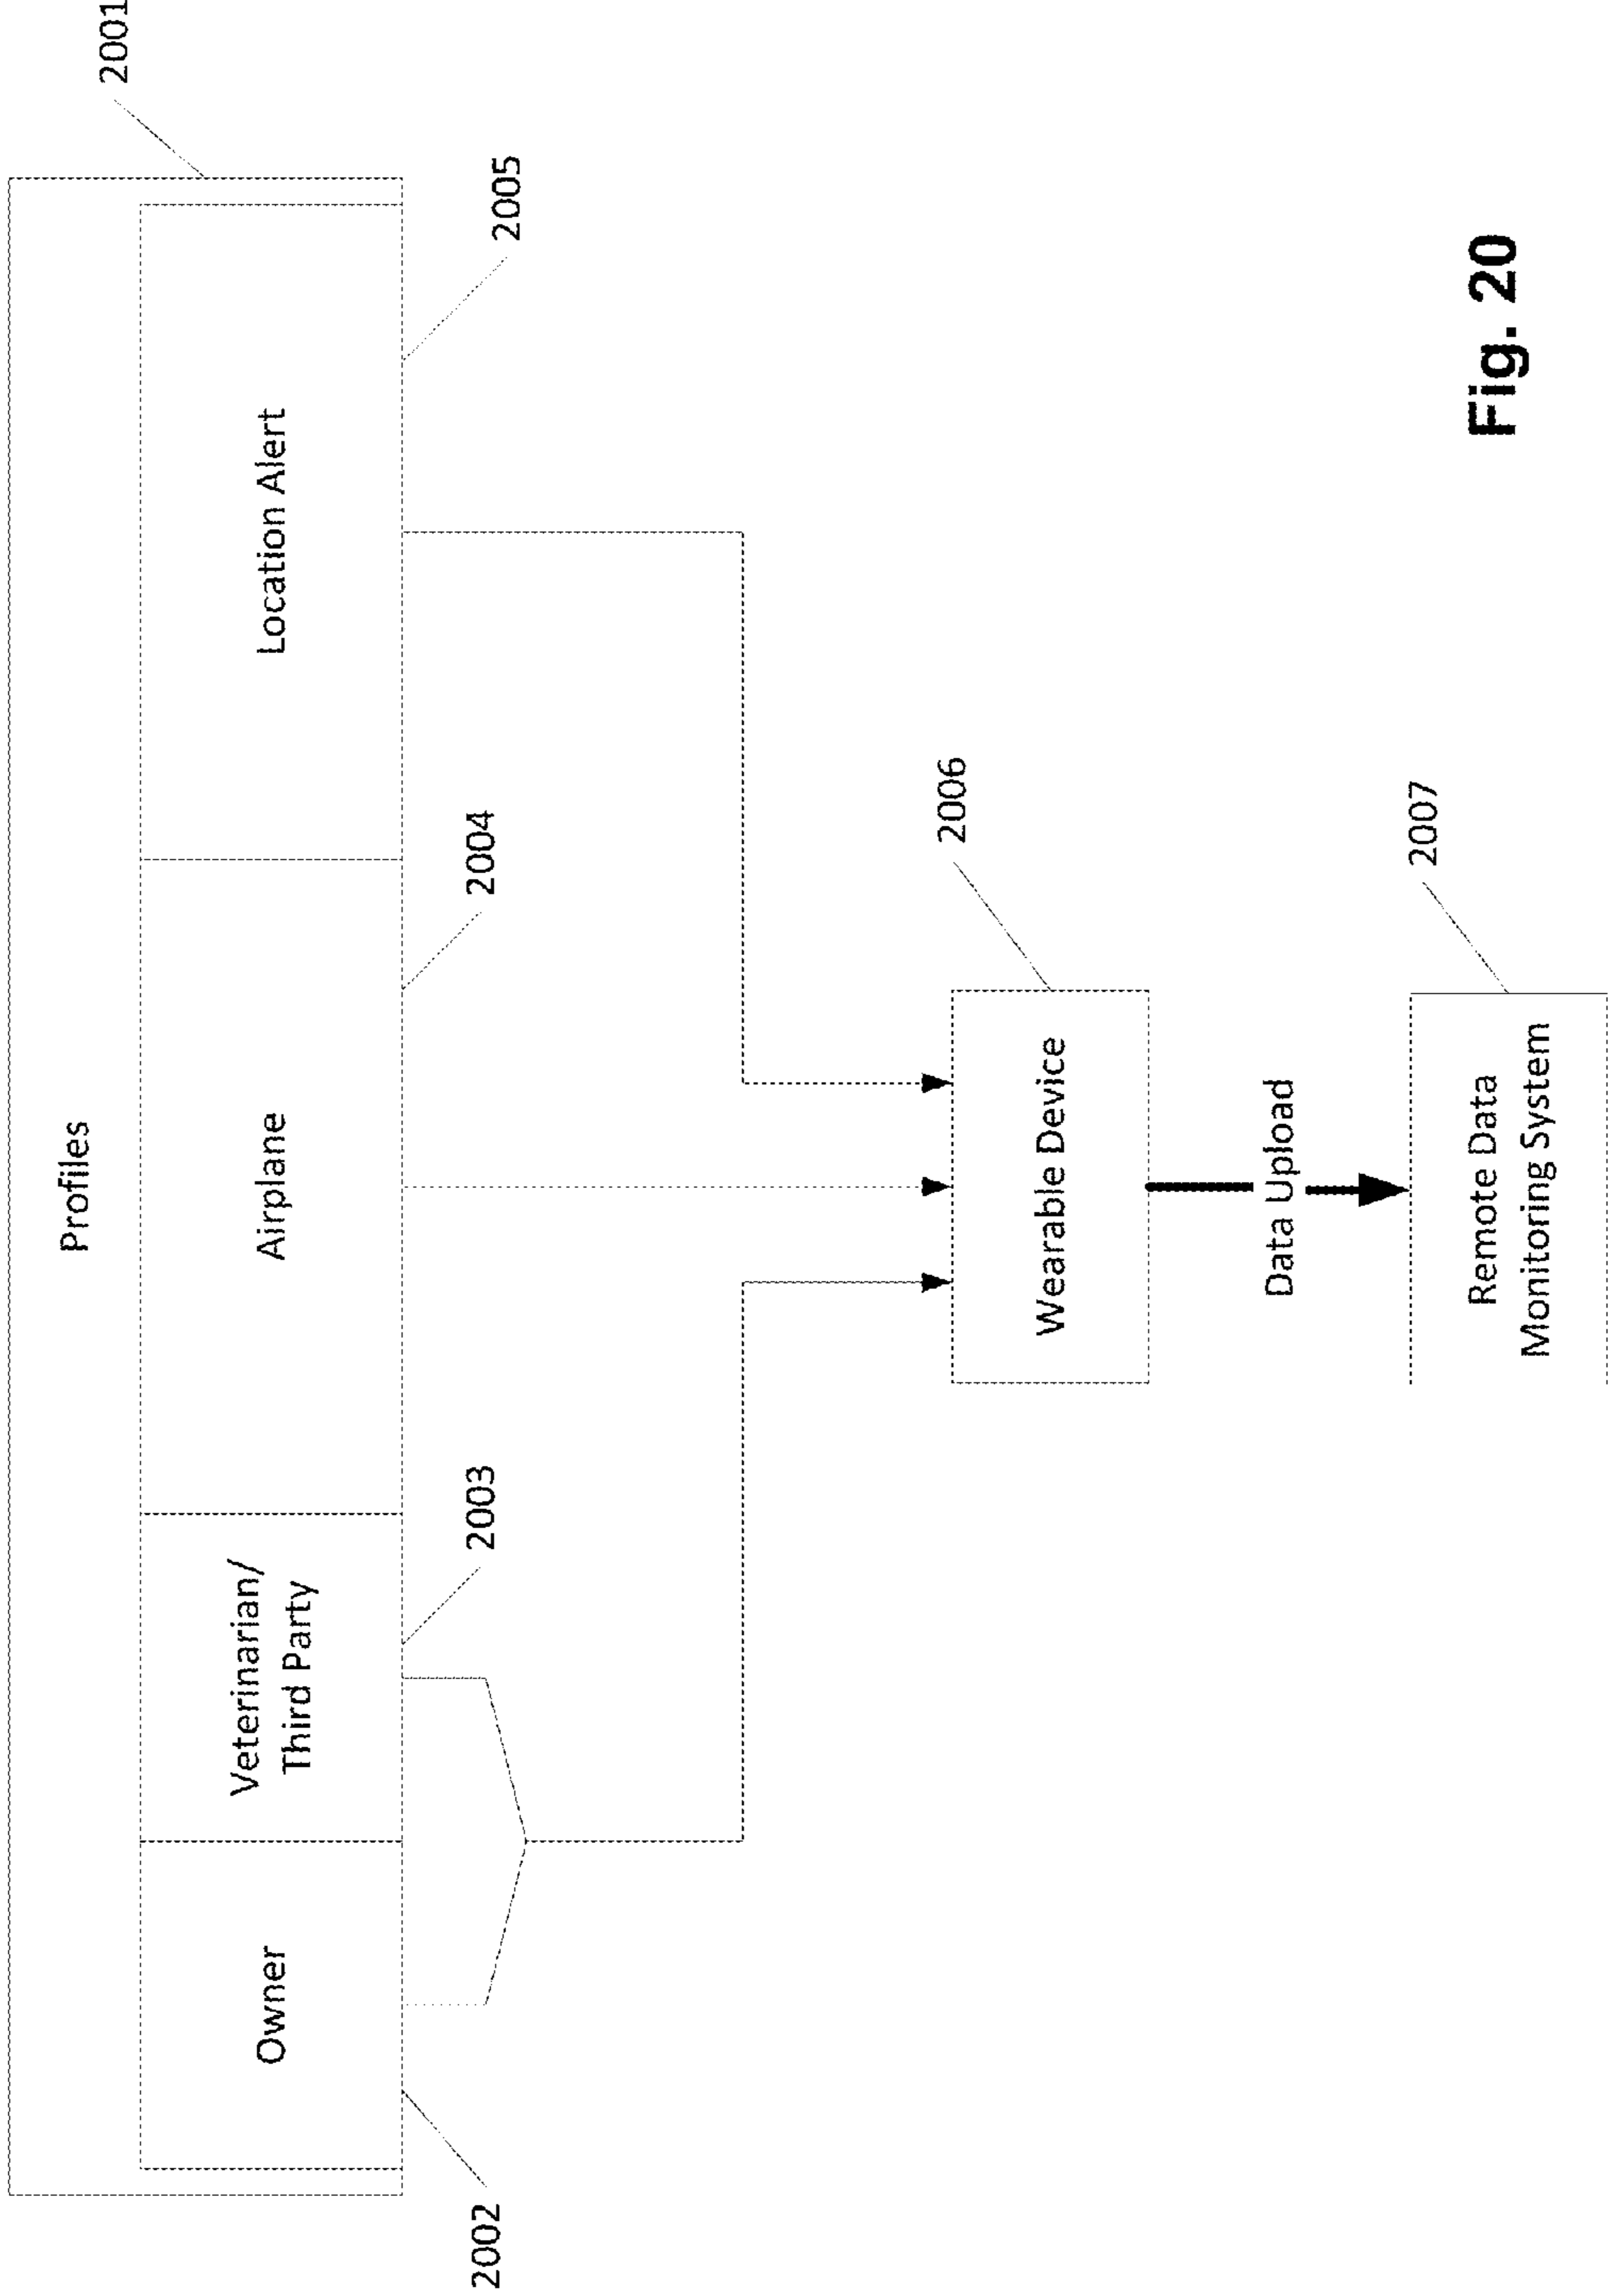 2001
Profiles
Owner
Veterinarian/
Third Party
Airplane
Location Alert
2002
2003
2004
2005
Wearable Device
2006
Data Upload
Remote Data
Monitoring System
2007
Fig. 20